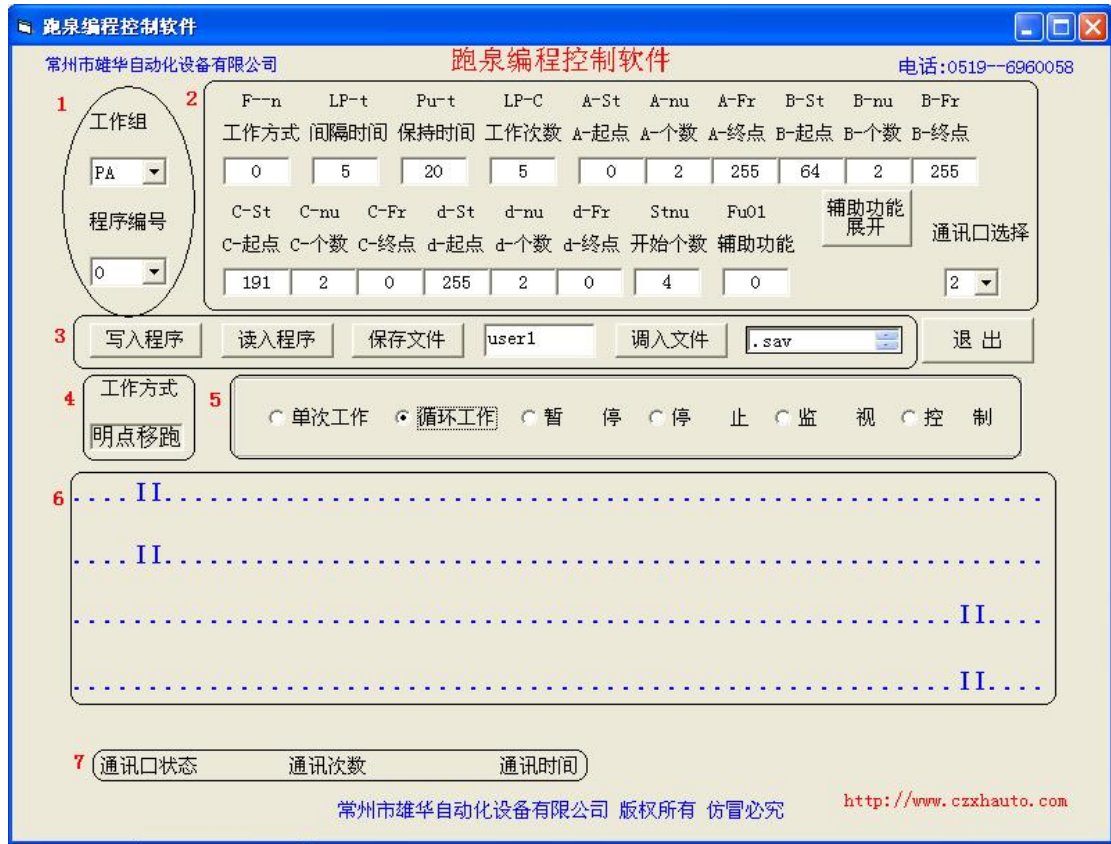 跑泉编程控制软件
常州市雄华自动化设备有限公司 跑泉编程控制软件 电话:0519--6960058
1 2 F--n LP-t Pu-t LP-C A-St A-nu A-Fr B-St B-nu B-Fr
工作组 工作方式 间隔时间 保持时间 工作次数 A-起点 A-个数 A-终点 B-起点 B-个数 B-终点
PA 0 5 20 5 0 2 255 64 2 255
程序编号 C-St C-nu C-Fr d-St d-nu d-Fr Stnu Fu01 辅助功能
展开
C-起点 C-个数 C-终点 d-起点 d-个数 d-终点 开始个数 辅助功能 通讯口选择
0 191 2 0 255 2 0 4 0 2
3 写入程序 读入程序 保存文件 user1 调入文件 .sav 退 出
4 工作方式 5
单次工作 循环工作 暂 停 停 止 监 视 控 制
明点移跑
6 ....II..........................................................
....II..........................................................
..........................................................II....
..........................................................II....
7 通讯口状态 通讯次数 通讯时间
常州市雄华自动化设备有限公司 版权所有 仿冒必究 http://www.czxhauto.com